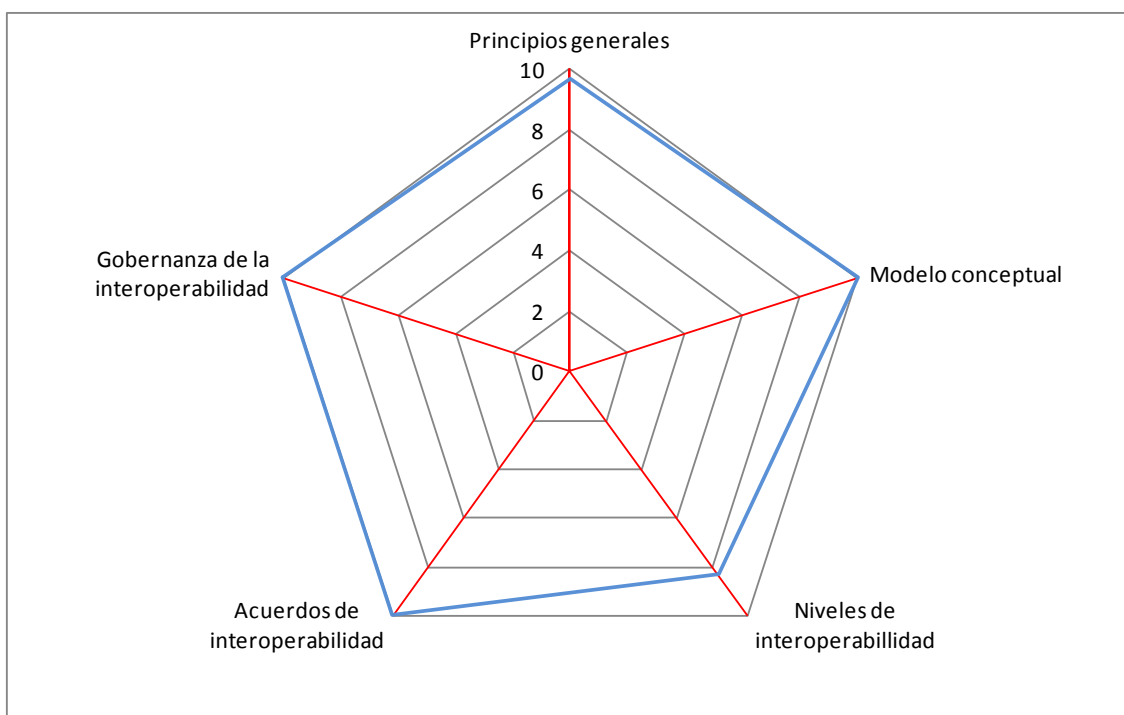 Principios generales
10
8
6
4
2
0
Gobernanza de la
interoperabilidad
Modelo conceptual
Acuerdos de
interoperabilidad
Niveles de
interoperabillidad